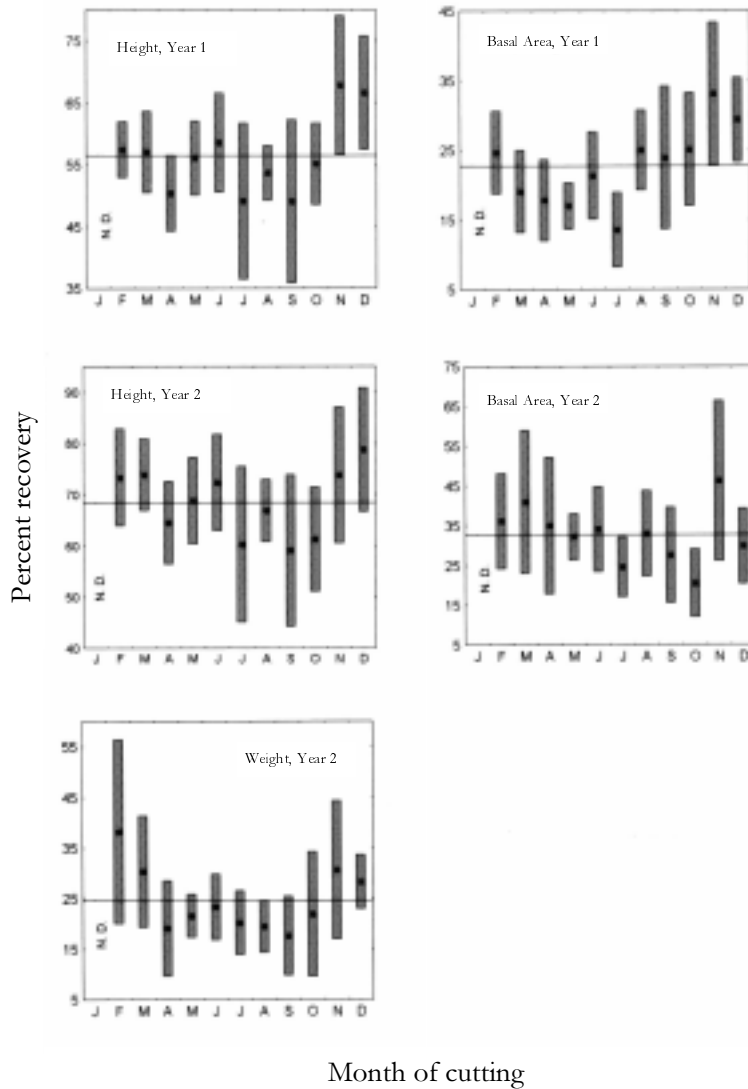 Height, Year 1
75
65
55
45
35
N. D.
J F M A M J J A S O N D
Basal Area, Year 1
45
35
25
15
5
N. D.
J F M A M J J A S O N D
Percent recovery
Height, Year 2
90
80
70
60
50
40
N. D.
J F M A M J J A S O N D
Basal Area, Year 2
75
65
55
45
35
25
15
5
N. D.
J F M A M J J A S O N D
Weight, Year 2
55
45
35
25
15
5
N. D.
J F M A M J J A S O N D
Month of cutting